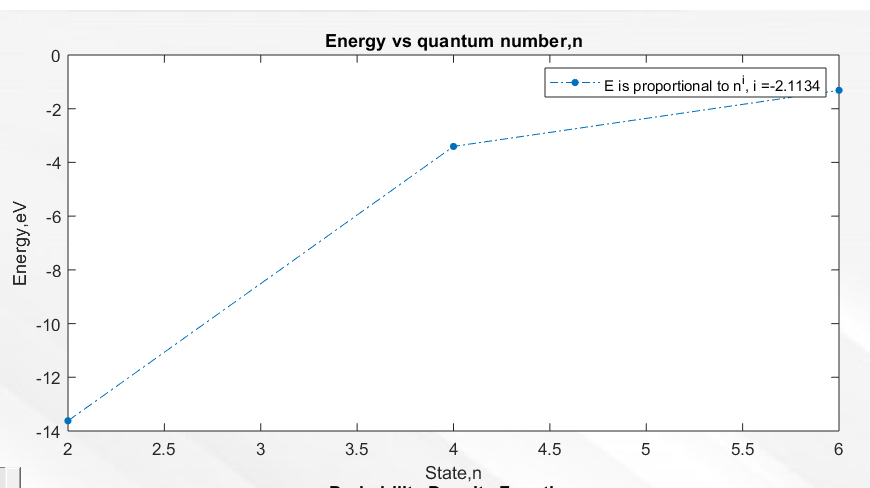 Energy vs quantum number,n
E is proportional to nⁱ, i =-2.1134
0
-2
-4
-6
-8
-10
-12
-14
Energy,eV
2 2.5 3 3.5 4 4.5 5 5.5 6
State,n